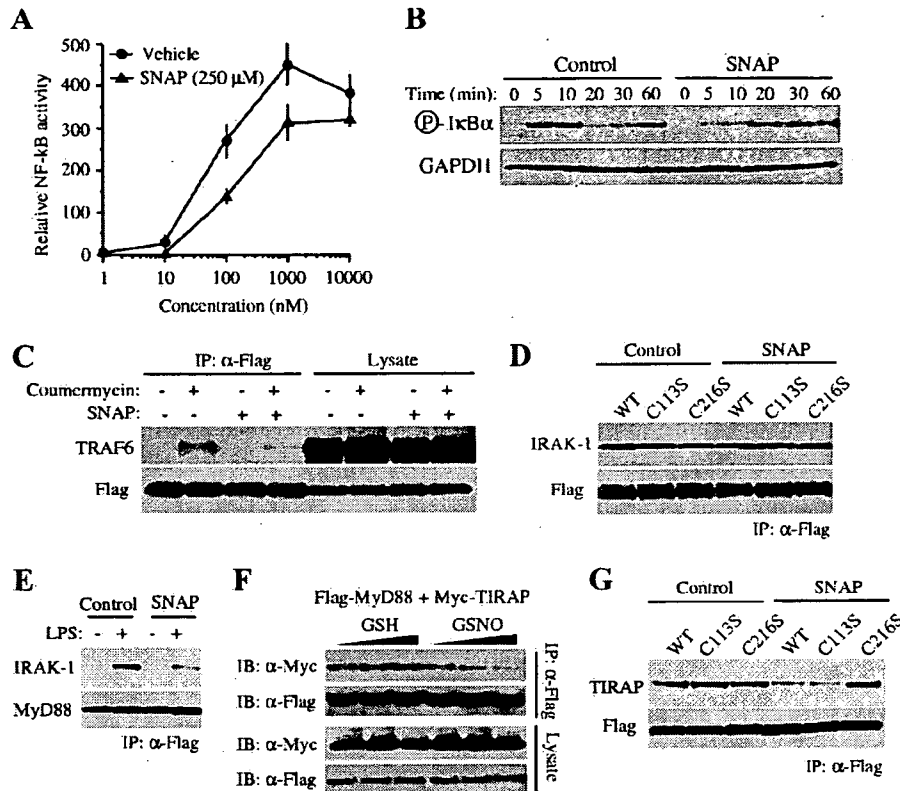 A
Relative NF-kB activity
500
400
300
200
100
0
Vehicle
SNAP (250 µM)
1 10 100 1000 10000
Concentration (nM)
B
Control SNAP
Time (min): 0 5 10 20 30 60 0 5 10 20 30 60
P-IκBα
GAPDH
C
IP: α-Flag Lysate
Coumermycin: - + - + - + - +
SNAP: - - + + - - + +
TRAF6
Flag
D
Control SNAP
WT C113S C216S WT C113S C216S
IRAK-1
Flag
IP: α-Flag
E
Control SNAP
LPS: - + - +
IRAK-1
MyD88
IP: α-Flag
F
Flag-MyD88 + Myc-TIRAP
GSH GSNO
IB: α-Myc
IB: α-Flag
IP: α-Flag
IB: α-Myc
IB: α-Flag
Lysate
G
Control SNAP
WT C113S C216S WT C113S C216S
TIRAP
Flag
IP: α-Flag